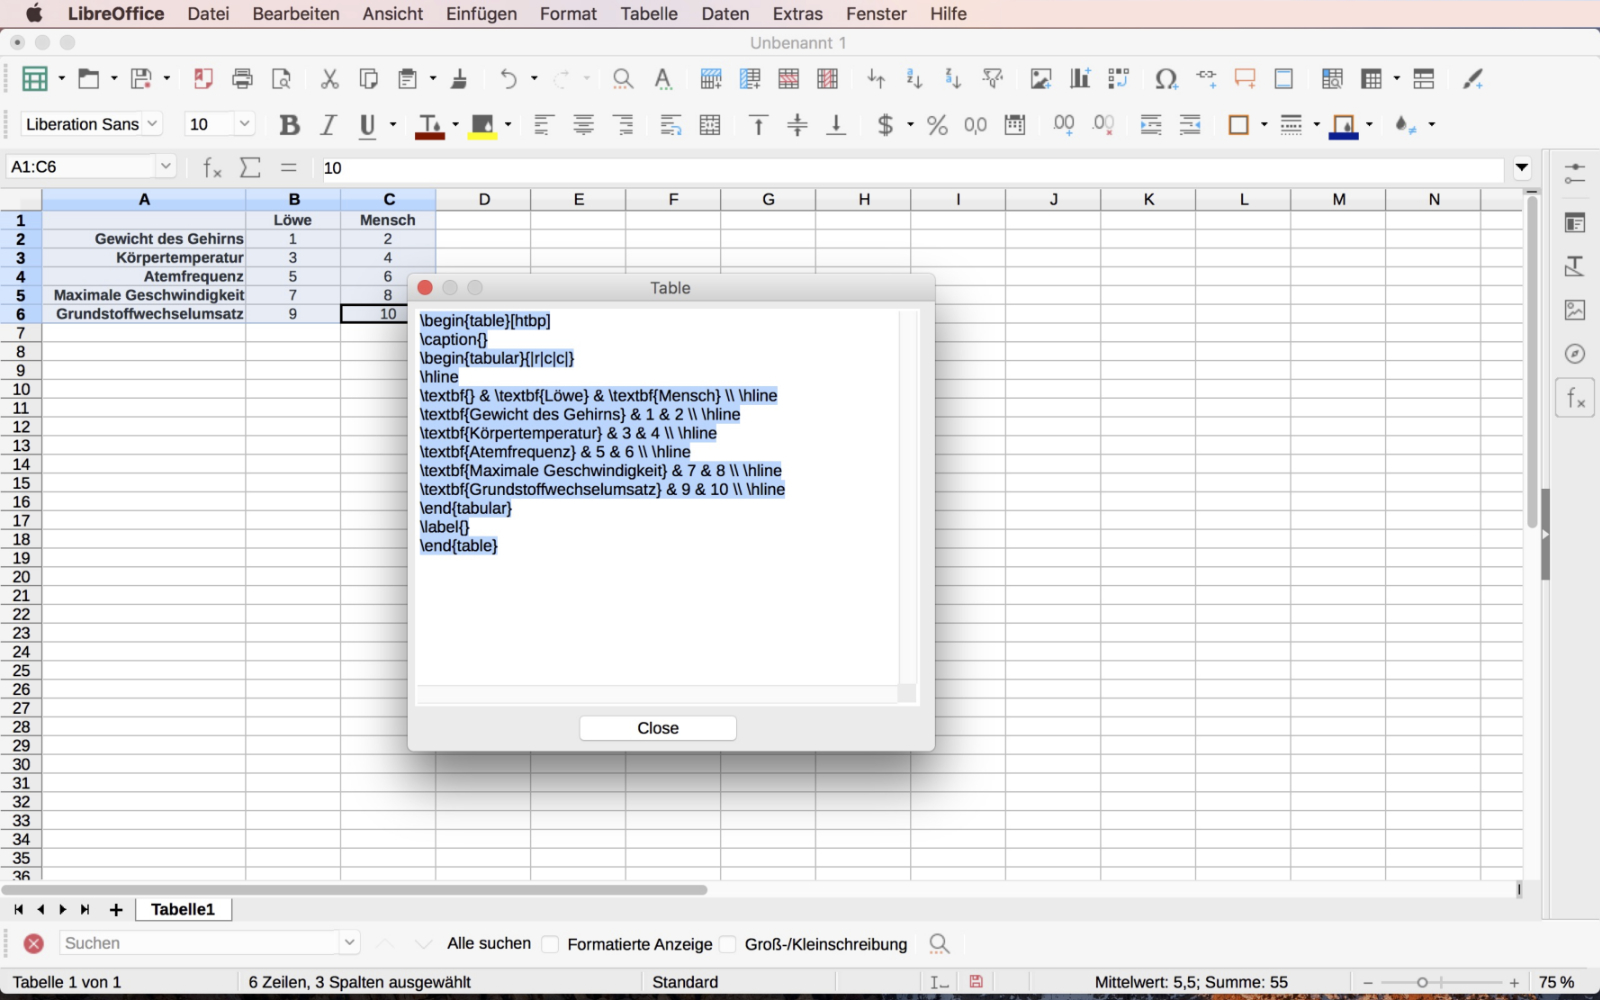 LibreOffice Datei Bearbeiten Ansicht Einfügen Format Tabelle Daten Extras Fenster Hilfe
Unbenannt 1
Liberation Sans 10
A1:C6 10
A B C D E F G H I J K L M N
1 Löwe Mensch
2 Gewicht des Gehirns 1 2
3 Körpertemperatur 3 4
4 Atemfrequenz 5 6
5 Maximale Geschwindigkeit 7 8
6 Grundstoffwechselumsatz 9 10
7
8
9
10
11
12
13
14
15
16
17
18
19
20
21
22
23
24
25
26
27
28
29
30
31
32
33
34
35
36
Table
\begin{table}[htbp]
\caption{}
\begin{tabular}{|r|c|c|}
\hline
\textbf{} & \textbf{Löwe} & \textbf{Mensch} \\ \hline
\textbf{Gewicht des Gehirns} & 1 & 2 \\ \hline
\textbf{Körpertemperatur} & 3 & 4 \\ \hline
\textbf{Atemfrequenz} & 5 & 6 \\ \hline
\textbf{Maximale Geschwindigkeit} & 7 & 8 \\ \hline
\textbf{Grundstoffwechselumsatz} & 9 & 10 \\ \hline
\end{tabular}
\label{}
\end{table}
Close
Tabelle1
Suchen Alle suchen Formatierte Anzeige Groß-/Kleinschreibung
Tabelle 1 von 1 6 Zeilen, 3 Spalten ausgewählt Standard Mittelwert: 5,5; Summe: 55 75 %